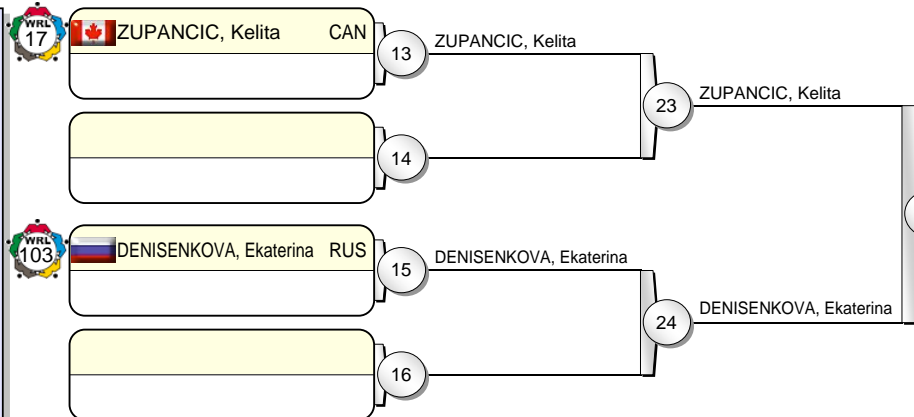 WRL
17
ZUPANCIC, Kelita CAN
13
ZUPANCIC, Kelita
23
ZUPANCIC, Kelita
14
WRL
103
DENISENKOVA, Ekaterina RUS
15
DENISENKOVA, Ekaterina
24
DENISENKOVA, Ekaterina
16